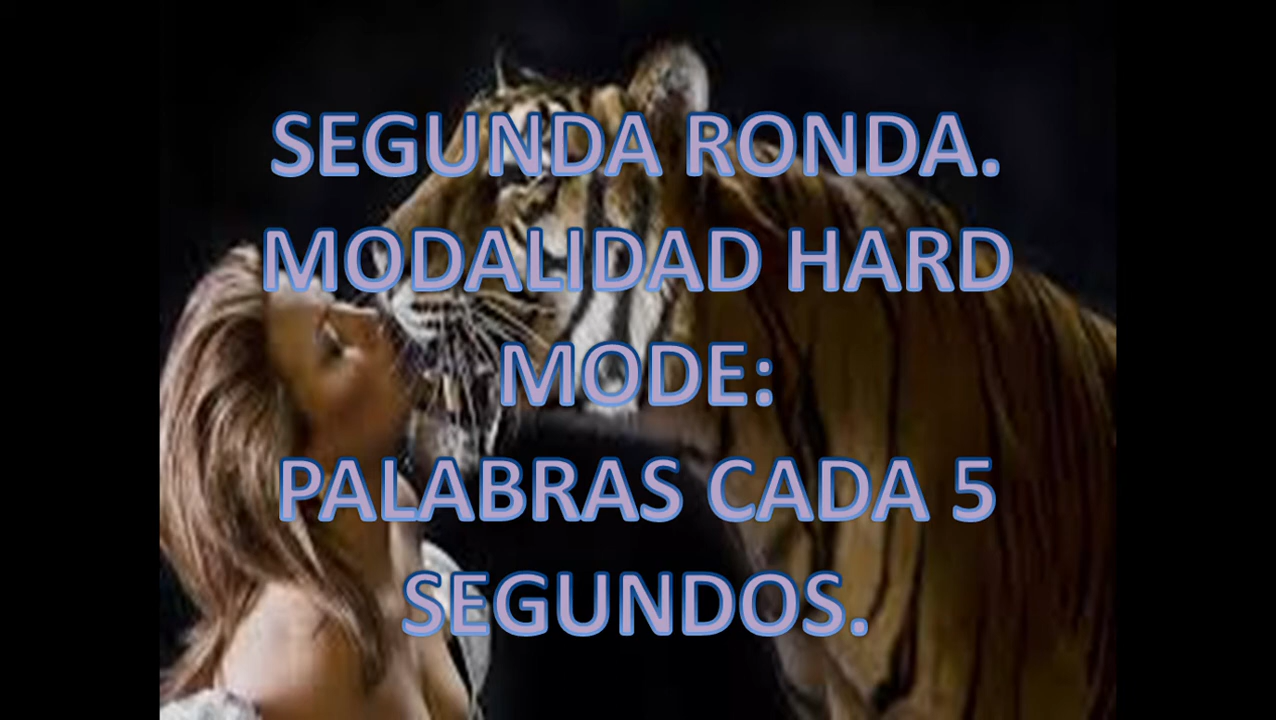 SEGUNDA RONDA.
MODALIDAD HARD
MODE:
PALABRAS CADA 5
SEGUNDOS.